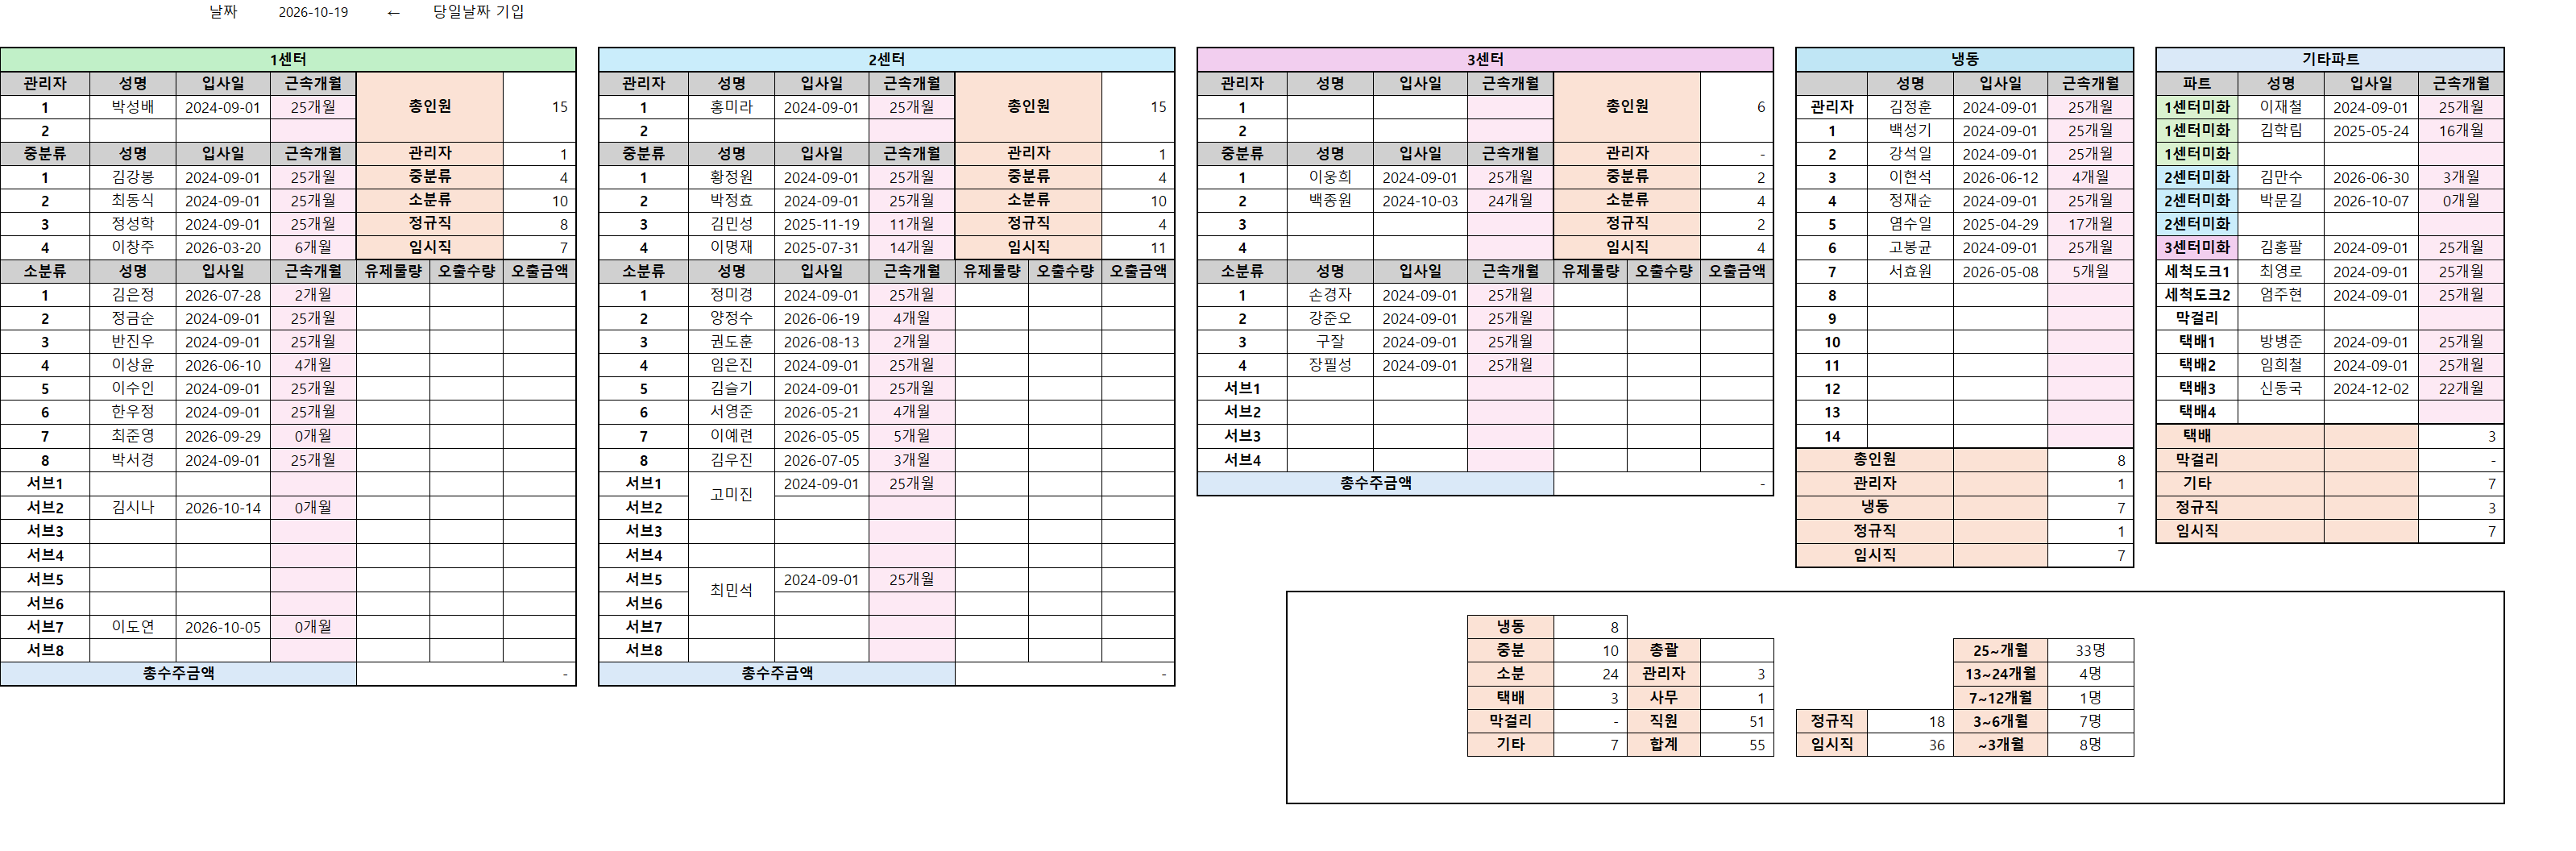 날짜 2026-10-19 ← 당일날짜 기입
1센터
관리자 성명 입사일 근속개월 총인원 15
1 박성배 2024-09-01 25개월
2
중분류 성명 입사일 근속개월 관리자 1
1 김강봉 2024-09-01 25개월 중분류 4
2 최동식 2024-09-01 25개월 소분류 10
3 정성학 2024-09-01 25개월 정규직 8
4 이창주 2026-03-20 6개월 임시직 7
소분류 성명 입사일 근속개월 유제물량 오출수량 오출금액
1 김은정 2026-07-28 2개월
2 정금순 2024-09-01 25개월
3 반진우 2024-09-01 25개월
4 이상윤 2026-06-10 4개월
5 이수인 2024-09-01 25개월
6 한우정 2024-09-01 25개월
7 최준영 2026-09-29 0개월
8 박서경 2024-09-01 25개월
서브1
서브2 김시나 2026-10-14 0개월
서브3
서브4
서브5
서브6
서브7 이도연 2026-10-05 0개월
서브8
총수주금액 -
2센터
관리자 성명 입사일 근속개월 총인원 15
1 홍미라 2024-09-01 25개월
2
중분류 성명 입사일 근속개월 관리자 1
1 황정원 2024-09-01 25개월 중분류 4
2 박정효 2024-09-01 25개월 소분류 10
3 김민성 2025-11-19 11개월 정규직 4
4 이명재 2025-07-31 14개월 임시직 11
소분류 성명 입사일 근속개월 유제물량 오출수량 오출금액
1 정미경 2024-09-01 25개월
2 양정수 2026-06-19 4개월
3 권도훈 2026-08-13 2개월
4 임은진 2024-09-01 25개월
5 김슬기 2024-09-01 25개월
6 서영준 2026-05-21 4개월
7 이예련 2026-05-05 5개월
8 김우진 2026-07-05 3개월
서브1 고미진 2024-09-01 25개월
서브2
서브3
서브4
서브5 최민석 2024-09-01 25개월
서브6
서브7
서브8
총수주금액 -
3센터
관리자 성명 입사일 근속개월 총인원 6
1
2
중분류 성명 입사일 근속개월 관리자 -
1 이웅희 2024-09-01 25개월 중분류 2
2 백종원 2024-10-03 24개월 소분류 4
3 정규직 2
4 임시직 4
소분류 성명 입사일 근속개월 유제물량 오출수량 오출금액
1 손경자 2024-09-01 25개월
2 강준오 2024-09-01 25개월
3 구잘 2024-09-01 25개월
4 장필성 2024-09-01 25개월
서브1
서브2
서브3
서브4
총수주금액 -
냉동
성명 입사일 근속개월
관리자 김정훈 2024-09-01 25개월
1 백성기 2024-09-01 25개월
2 강석일 2024-09-01 25개월
3 이현석 2026-06-12 4개월
4 정재순 2024-09-01 25개월
5 염수일 2025-04-29 17개월
6 고봉균 2024-09-01 25개월
7 서효원 2026-05-08 5개월
8
9
10
11
12
13
14
총인원 8
관리자 1
냉동 7
정규직 1
임시직 7
기타파트
파트 성명 입사일 근속개월
1센터미화 이재철 2024-09-01 25개월
1센터미화 김학림 2025-05-24 16개월
1센터미화
2센터미화 김만수 2026-06-30 3개월
2센터미화 박문길 2026-10-07 0개월
2센터미화
3센터미화 김홍팔 2024-09-01 25개월
세척도크1 최영로 2024-09-01 25개월
세척도크2 엄주현 2024-09-01 25개월
막걸리
택배1 방병준 2024-09-01 25개월
택배2 임희철 2024-09-01 25개월
택배3 신동국 2024-12-02 22개월
택배4
택배 3
막걸리 -
기타 7
정규직 3
임시직 7
냉동 8
중분 10 총괄 25~개월 33명
소분 24 관리자 3 13~24개월 4명
택배 3 사무 1 7~12개월 1명
막걸리 - 직원 51 정규직 18 3~6개월 7명
기타 7 합계 55 임시직 36 ~3개월 8명